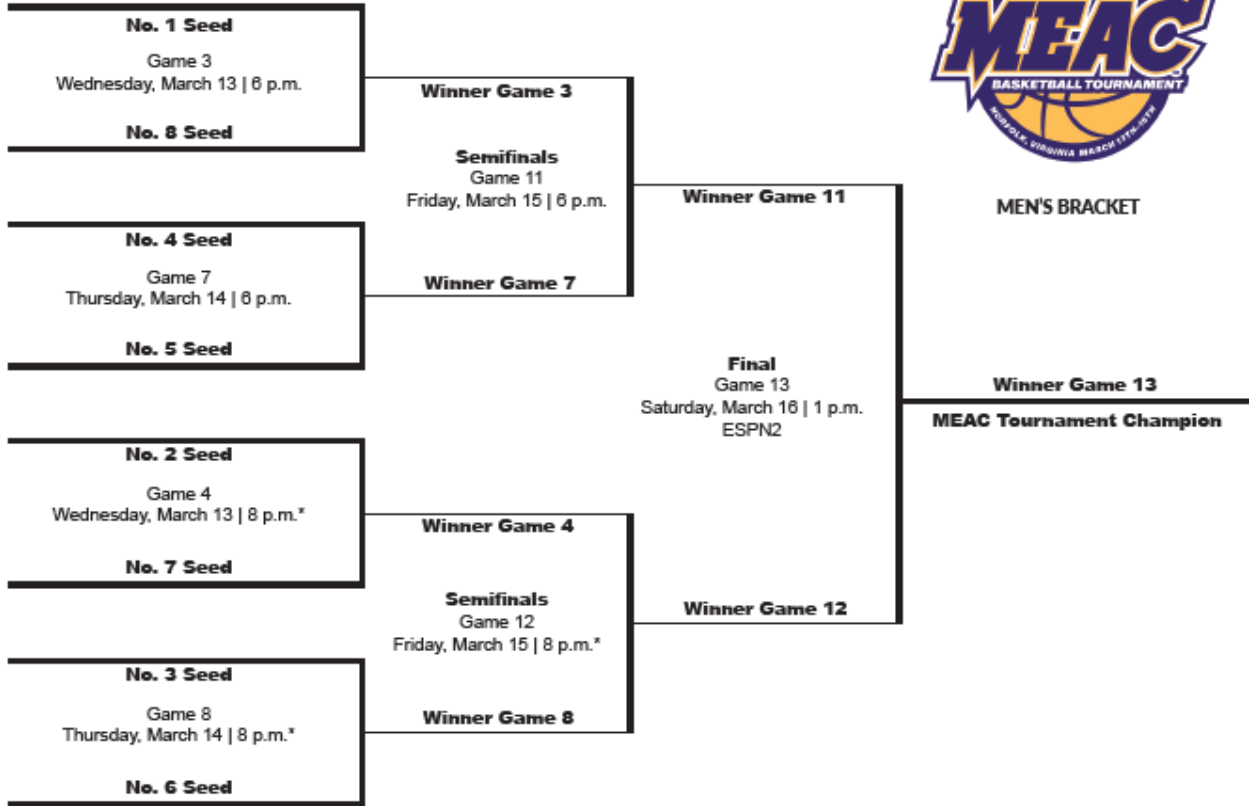 No. 1 Seed
Game 3
Wednesday, March 13 | 6 p.m.
No. 8 Seed
No. 4 Seed
Game 7
Thursday, March 14 | 6 p.m.
No. 5 Seed
No. 2 Seed
Game 4
Wednesday, March 13 | 8 p.m.*
No. 7 Seed
No. 3 Seed
Game 8
Thursday, March 14 | 8 p.m.*
No. 6 Seed
Winner Game 3
Semifinals
Game 11
Friday, March 15 | 6 p.m.
Winner Game 7
Winner Game 4
Semifinals
Game 12
Friday, March 15 | 8 p.m.*
Winner Game 8
Winner Game 11
Final
Game 13
Saturday, March 16 | 1 p.m.
ESPN2
Winner Game 12
MEAC
BASKETBALL TOURNAMENT
NORFOLK, VIRGINIA MARCH
MEN'S BRACKET
Winner Game 13
MEAC Tournament Champion